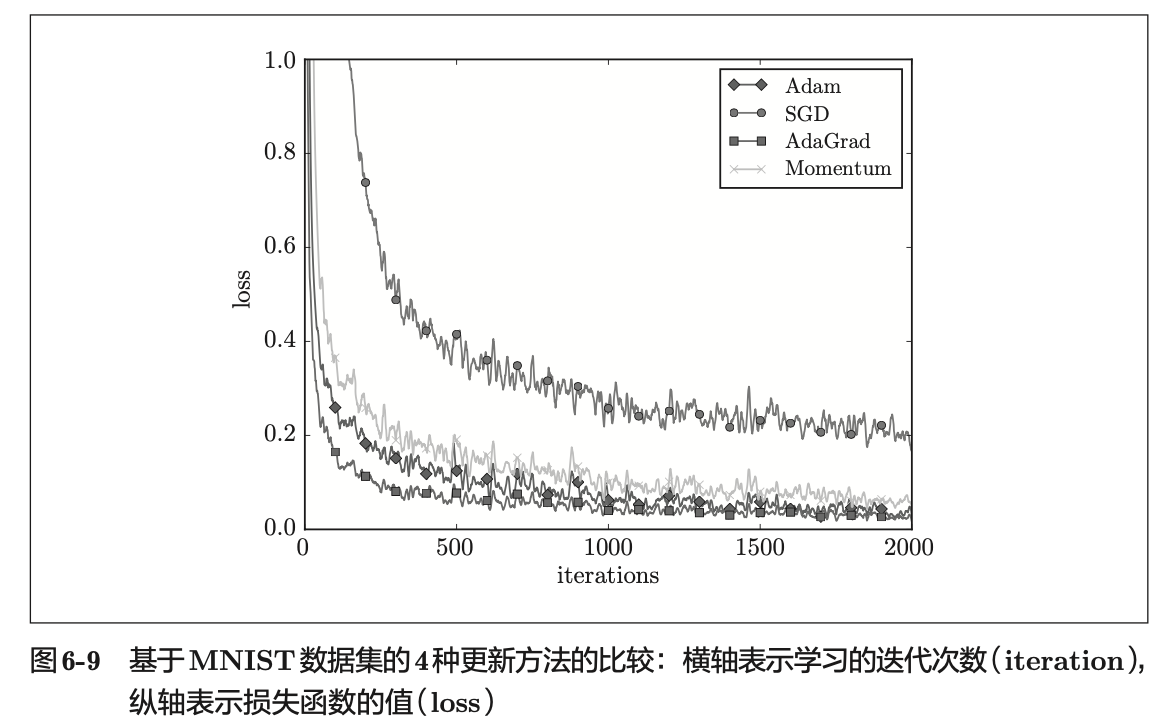 1.0
0.8
0.6
0.4
0.2
0.0
loss
Adam
SGD
AdaGrad
Momentum
0 500 1000 1500 2000
iterations
图6-9 基于MNIST数据集的4种更新方法的比较：横轴表示学习的迭代次数（iteration），
纵轴表示损失函数的值（loss）